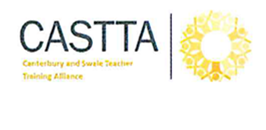 CASTTA
Canterbury and Swale Teacher
Training Alliance